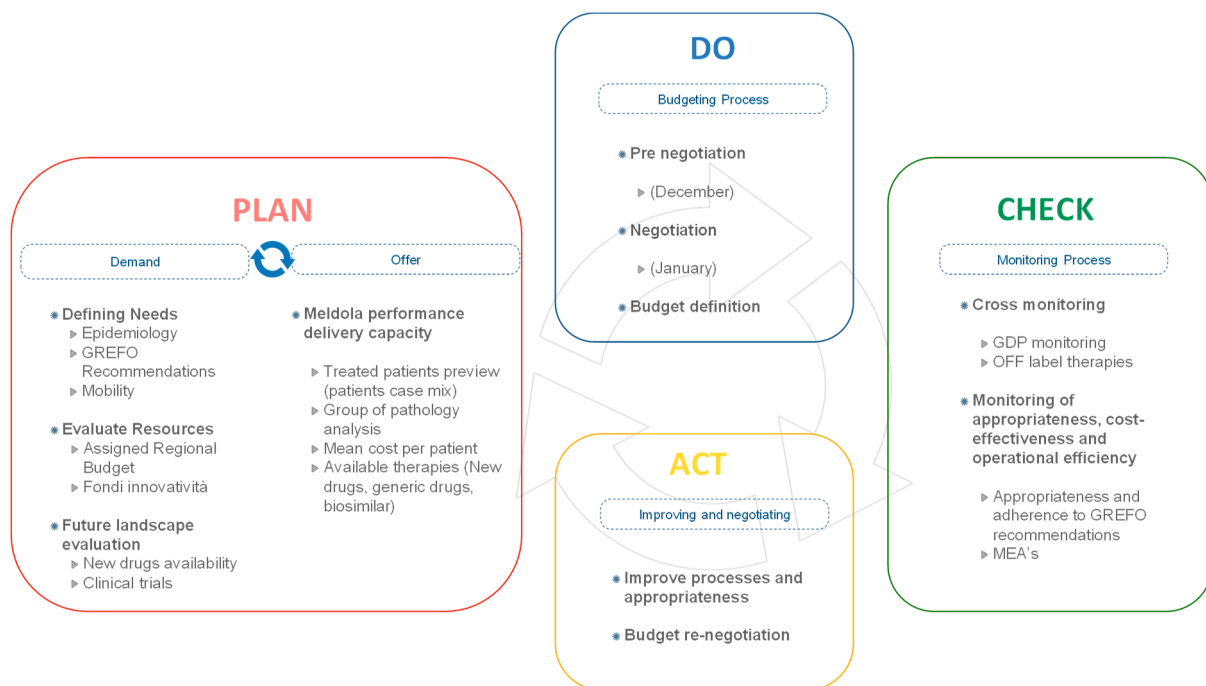 PLAN
Demand
Defining Needs
Epidemiology
GREFO
Recommendations
Mobility
Evaluate Resources
Assigned Regional
Budget
Fondi innovatività
Future landscape
evaluation
New drugs availability
Clinical trials
Offer
Meldola performance
delivery capacity
Treated patients preview
(patients case mix)
Group of pathology
analysis
Mean cost per patient
Available therapies (New
drugs, generic drugs,
biosimilar)
DO
Budgeting Process
Pre negotiation
(December)
Negotiation
(January)
Budget definition
CHECK
Monitoring Process
Cross monitoring
GDP monitoring
OFF label therapies
Monitoring of
appropriateness, cost-
effectiveness and
operational efficiency
Appropriateness and
adherence to GREFO
recommendations
MEA's
ACT
Improving and negotiating
Improve processes and
appropriateness
Budget re-negotiation